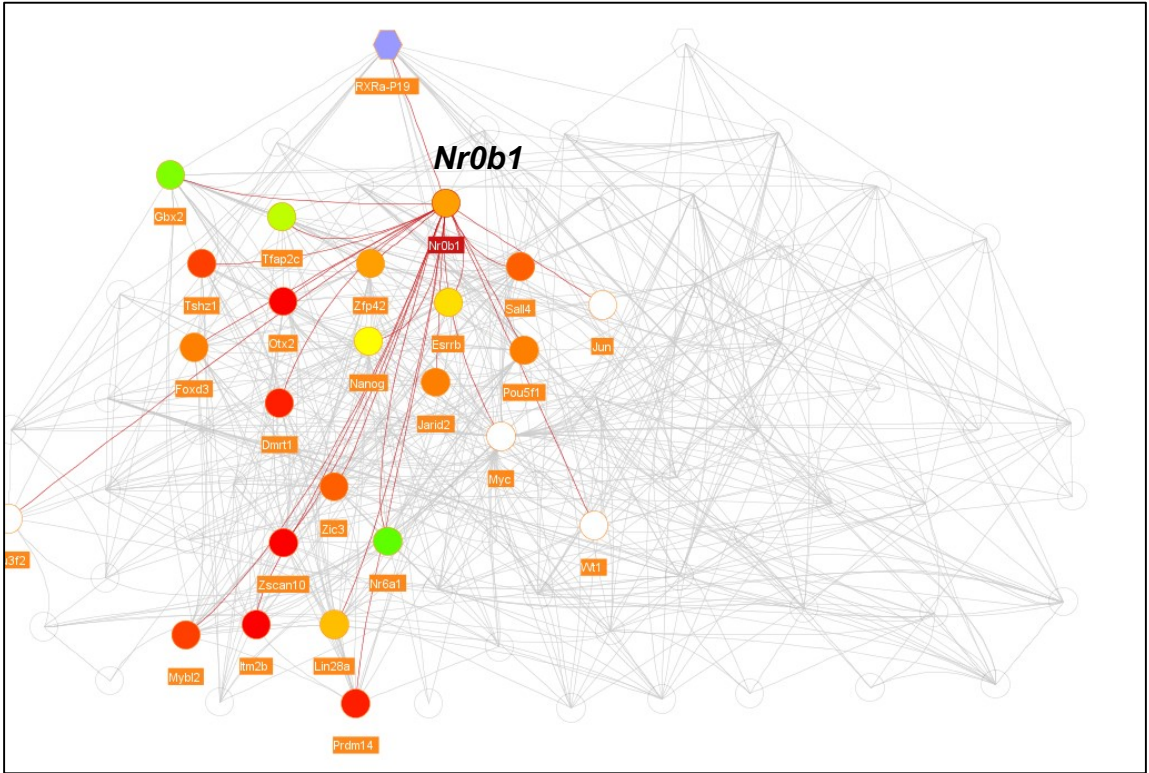 RXRa-P19
Nr0b1
Gbx2
Nr0b1
Tfap2c
Tshz1
Zfp42
Sall4
Otx2
Esrrb
Jun
Foxd3
Nanog
Pou5f1
Jarid2
Dmrt1
Myc
Zic3
i3f2
Wt1
Zscan10
Nr6a1
Mybl2
Itm2b
Lin28a
Prdm14